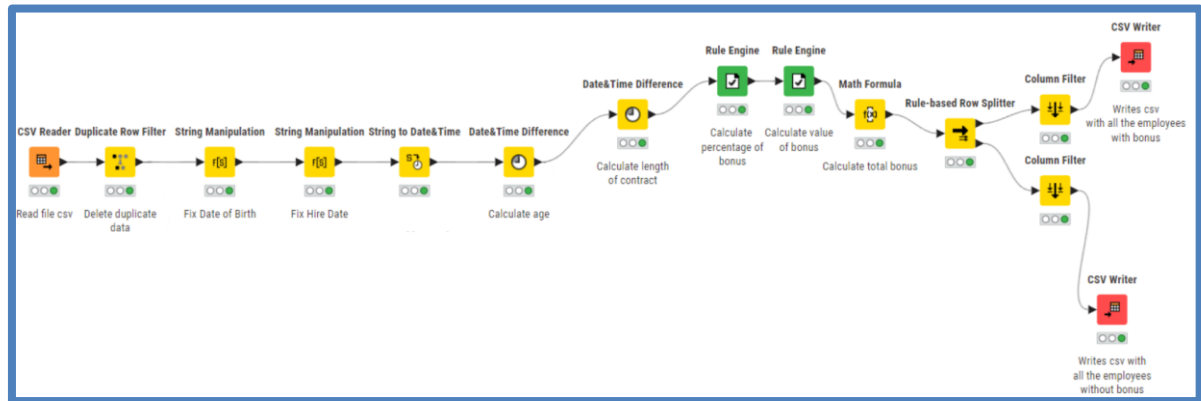 CSV Reader
Read file csv
Duplicate Row Filter
Delete duplicate
data
String Manipulation
r[s]
Fix Date of Birth
String Manipulation
r[s]
Fix Hire Date
String to Date&Time
S
Date&Time Difference
Calculate age
Date&Time Difference
Calculate length
of contract
Rule Engine
Calculate
percentage of
bonus
Rule Engine
Calculate value
of bonus
Math Formula
f(x)
Calculate total bonus
Rule-based Row Splitter
Column Filter
CSV Writer
Writes csv
with all the employees
with bonus
Column Filter
CSV Writer
Writes csv with
all the employees
without bonus